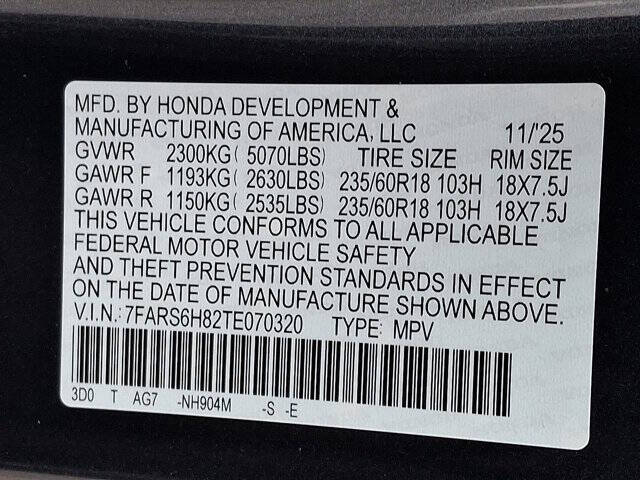 MFD. BY HONDA DEVELOPMENT &
MANUFACTURING OF AMERICA, LLC 11/'25
GVWR 2300KG( 5070LBS) TIRE SIZE RIM SIZE
GAWR F 1193KG( 2630LBS) 235/60R18 103H 18X7.5J
GAWR R 1150KG( 2535LBS) 235/60R18 103H 18X7.5J
THIS VEHICLE CONFORMS TO ALL APPLICABLE
FEDERAL MOTOR VEHICLE SAFETY
AND THEFT PREVENTION STANDARDS IN EFFECT
ON THE DATE OF MANUFACTURE SHOWN ABOVE.
V.I.N.:7FARS6H82TE070320 TYPE: MPV
3D0 T AG7 -NH904M -S -E